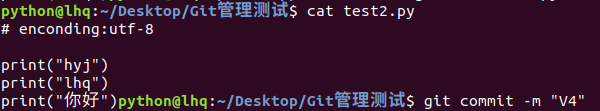 python@lhq:~/Desktop/Git管理测试$ cat test2.py
# enconding:utf-8
print("hyj")
print("lhq")
print("你好")python@lhq:~/Desktop/Git管理测试$ git commit -m "V4"